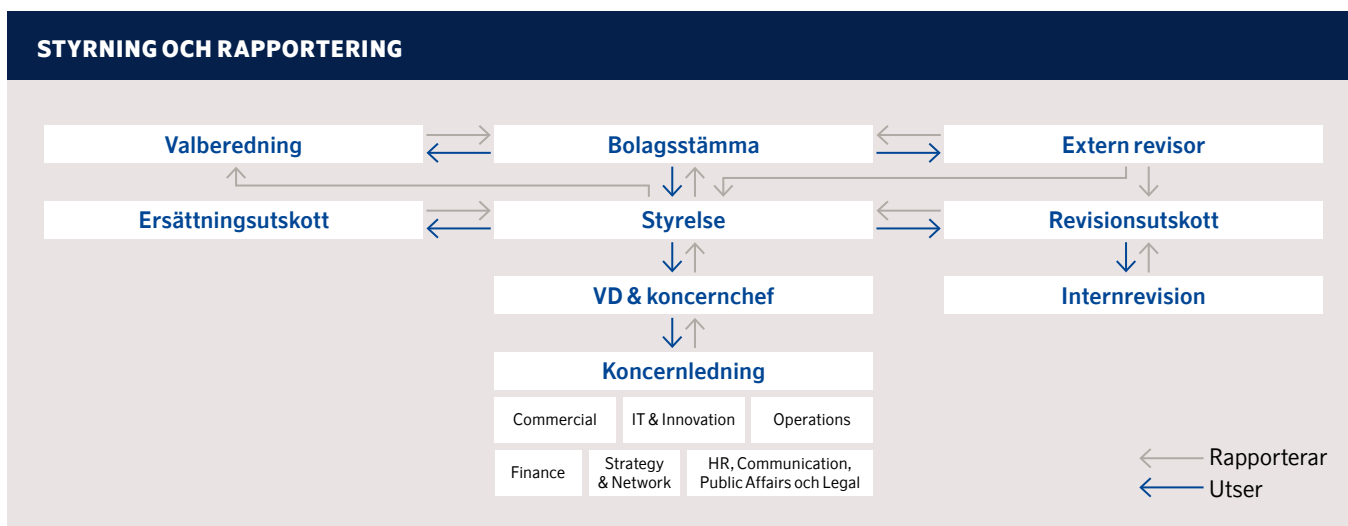 STYRNING OCH RAPPORTERING
Valberedning
Bolagsstämma
Extern revisor
Ersättningsutskott
Styrelse
Revisionsutskott
VD & koncernchef
Internrevision
Koncernledning
Commercial
IT & Innovation
Operations
Finance
Strategy
& Network
HR, Communication,
Public Affairs och Legal
Rapporterar
Utser